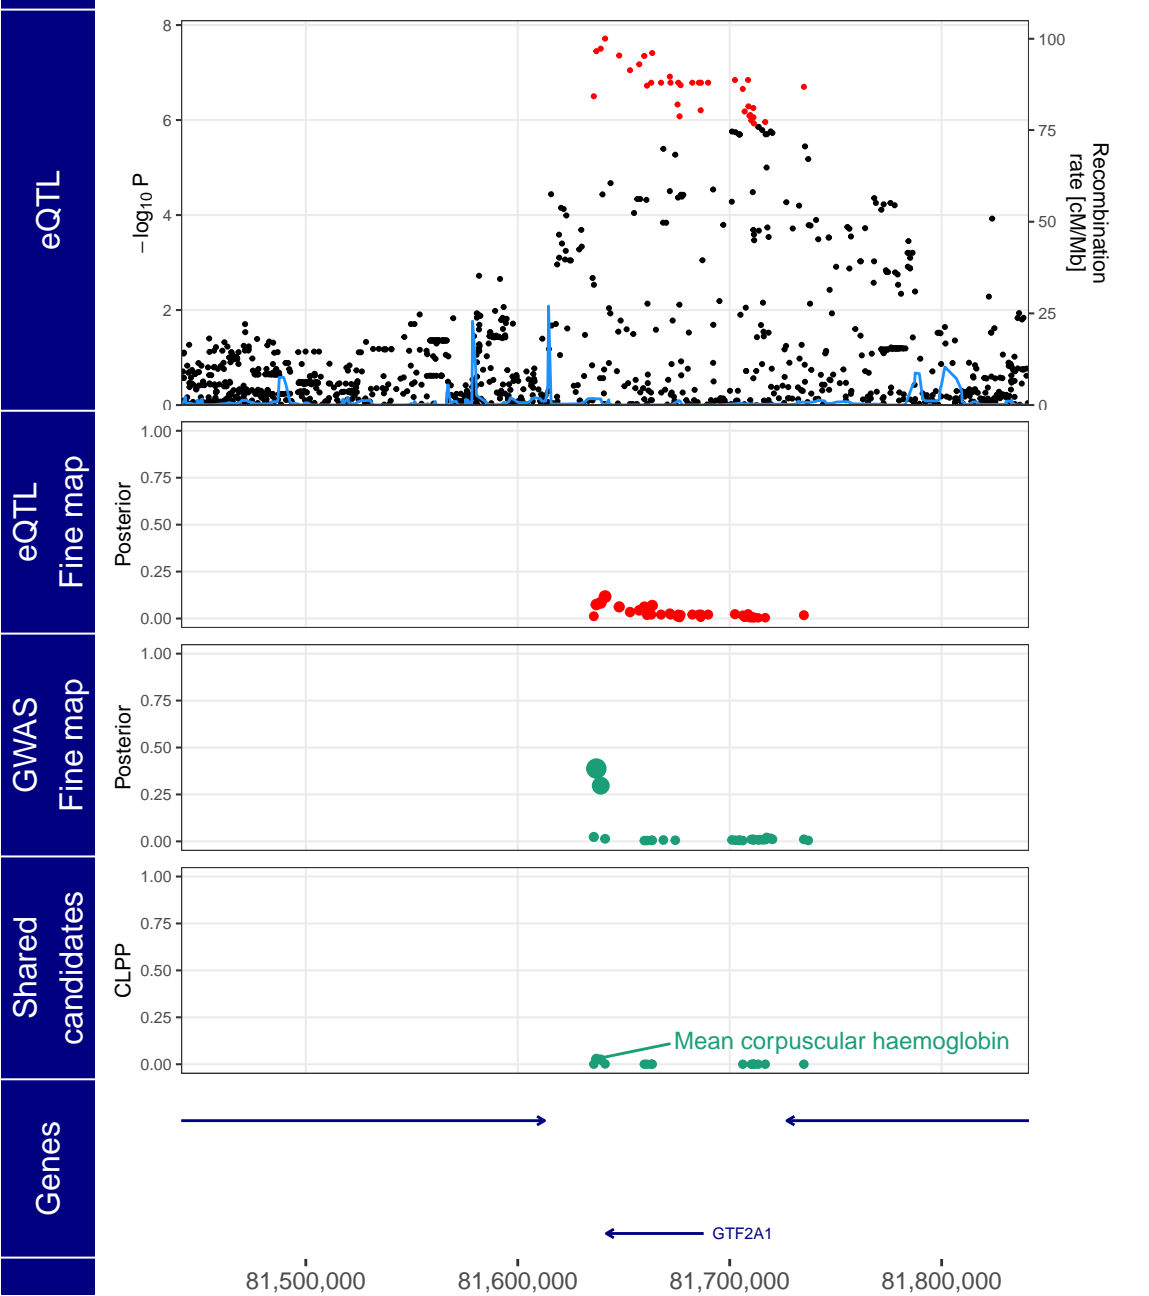 eQTL
−log10 P
8
6
4
2
0
100
75
50
25
0
Recombination
rate [cM/Mb]
eQTL
Fine map
Posterior
1.00
0.75
0.50
0.25
0.00
GWAS
Fine map
Posterior
1.00
0.75
0.50
0.25
0.00
Shared
candidates
CLPP
1.00
0.75
0.50
0.25
0.00
Mean corpuscular haemoglobin
Genes
GTF2A1
81,500,000
81,600,000
81,700,000
81,800,000